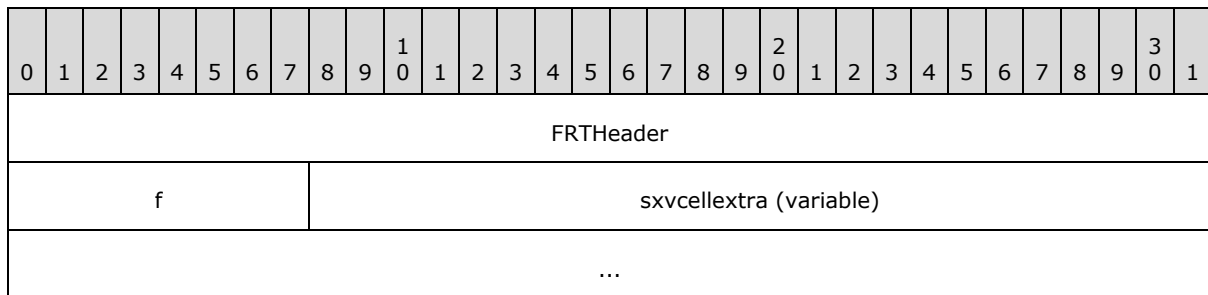 0 1 2 3 4 5 6 7 8 9 1 0 1 2 3 4 5 6 7 8 9 2 0 1 2 3 4 5 6 7 8 9 3 0 1
FRTHeader
f sxvcellextra (variable)
...